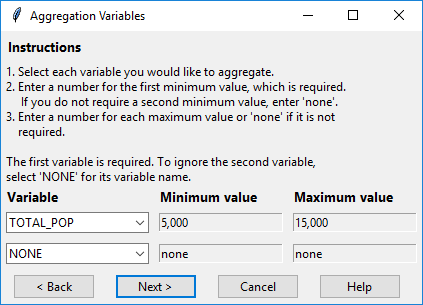 Aggregation Variables
Instructions
1. Select each variable you would like to aggregate.
2. Enter a number for the first minimum value, which is required.
If you do not require a second minimum value, enter 'none'.
3. Enter a number for each maximum value or 'none' if it is not
required.
The first variable is required. To ignore the second variable,
select 'NONE' for its variable name.
Variable Minimum value Maximum value
TOTAL_POP 5,000 15,000
NONE none none
< Back Next > Cancel Help